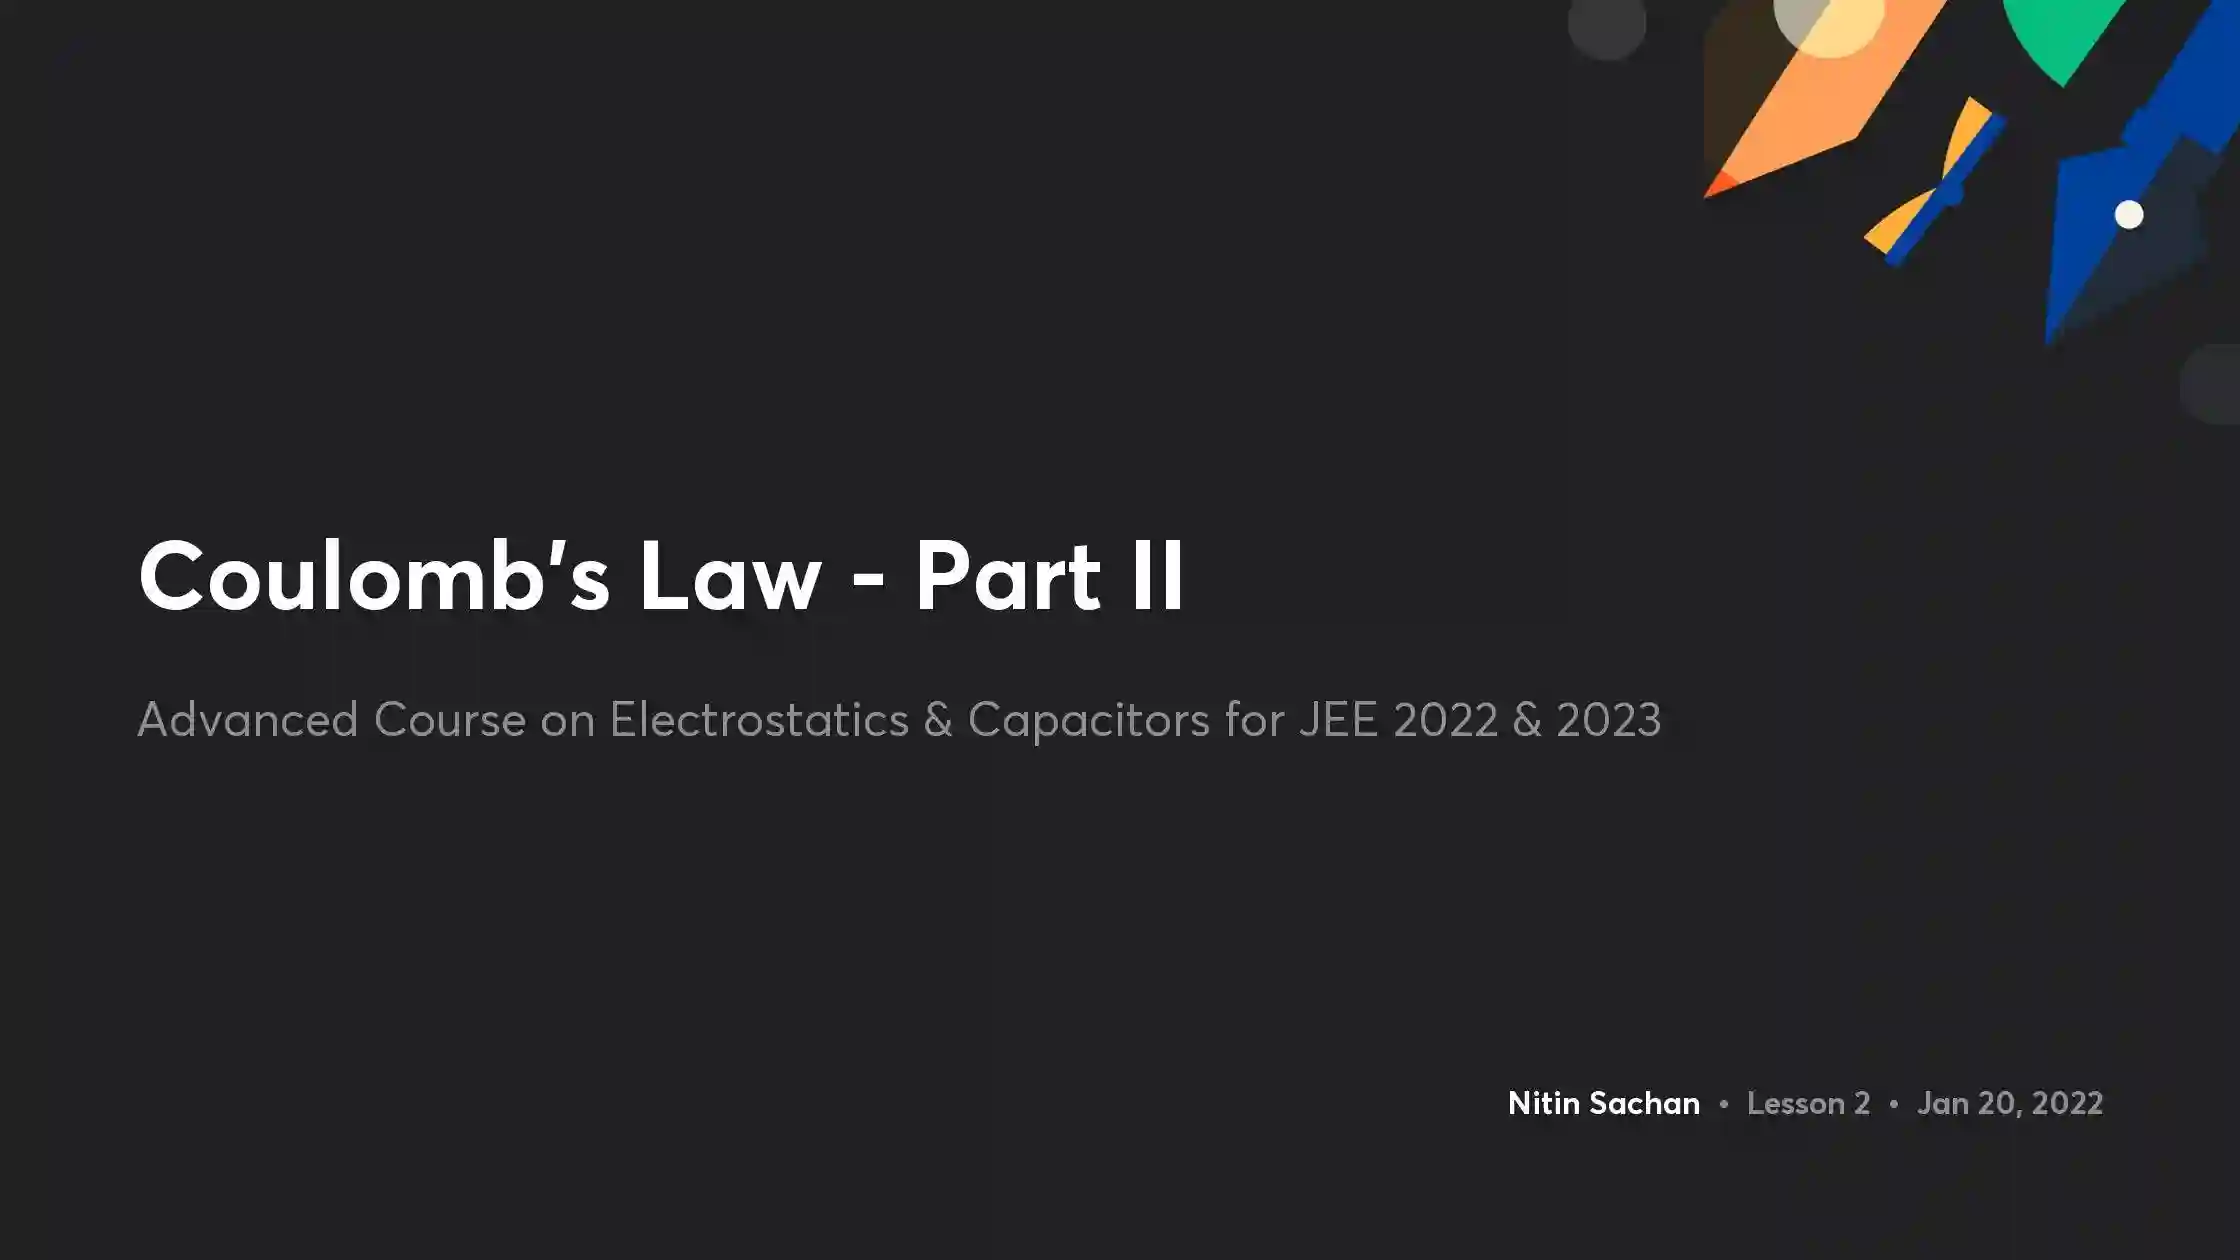 Coulomb's Law - Part II
Advanced Course on Electrostatics & Capacitors for JEE 2022 & 2023
Nitin Sachan • Lesson 2 • Jan 20, 2022